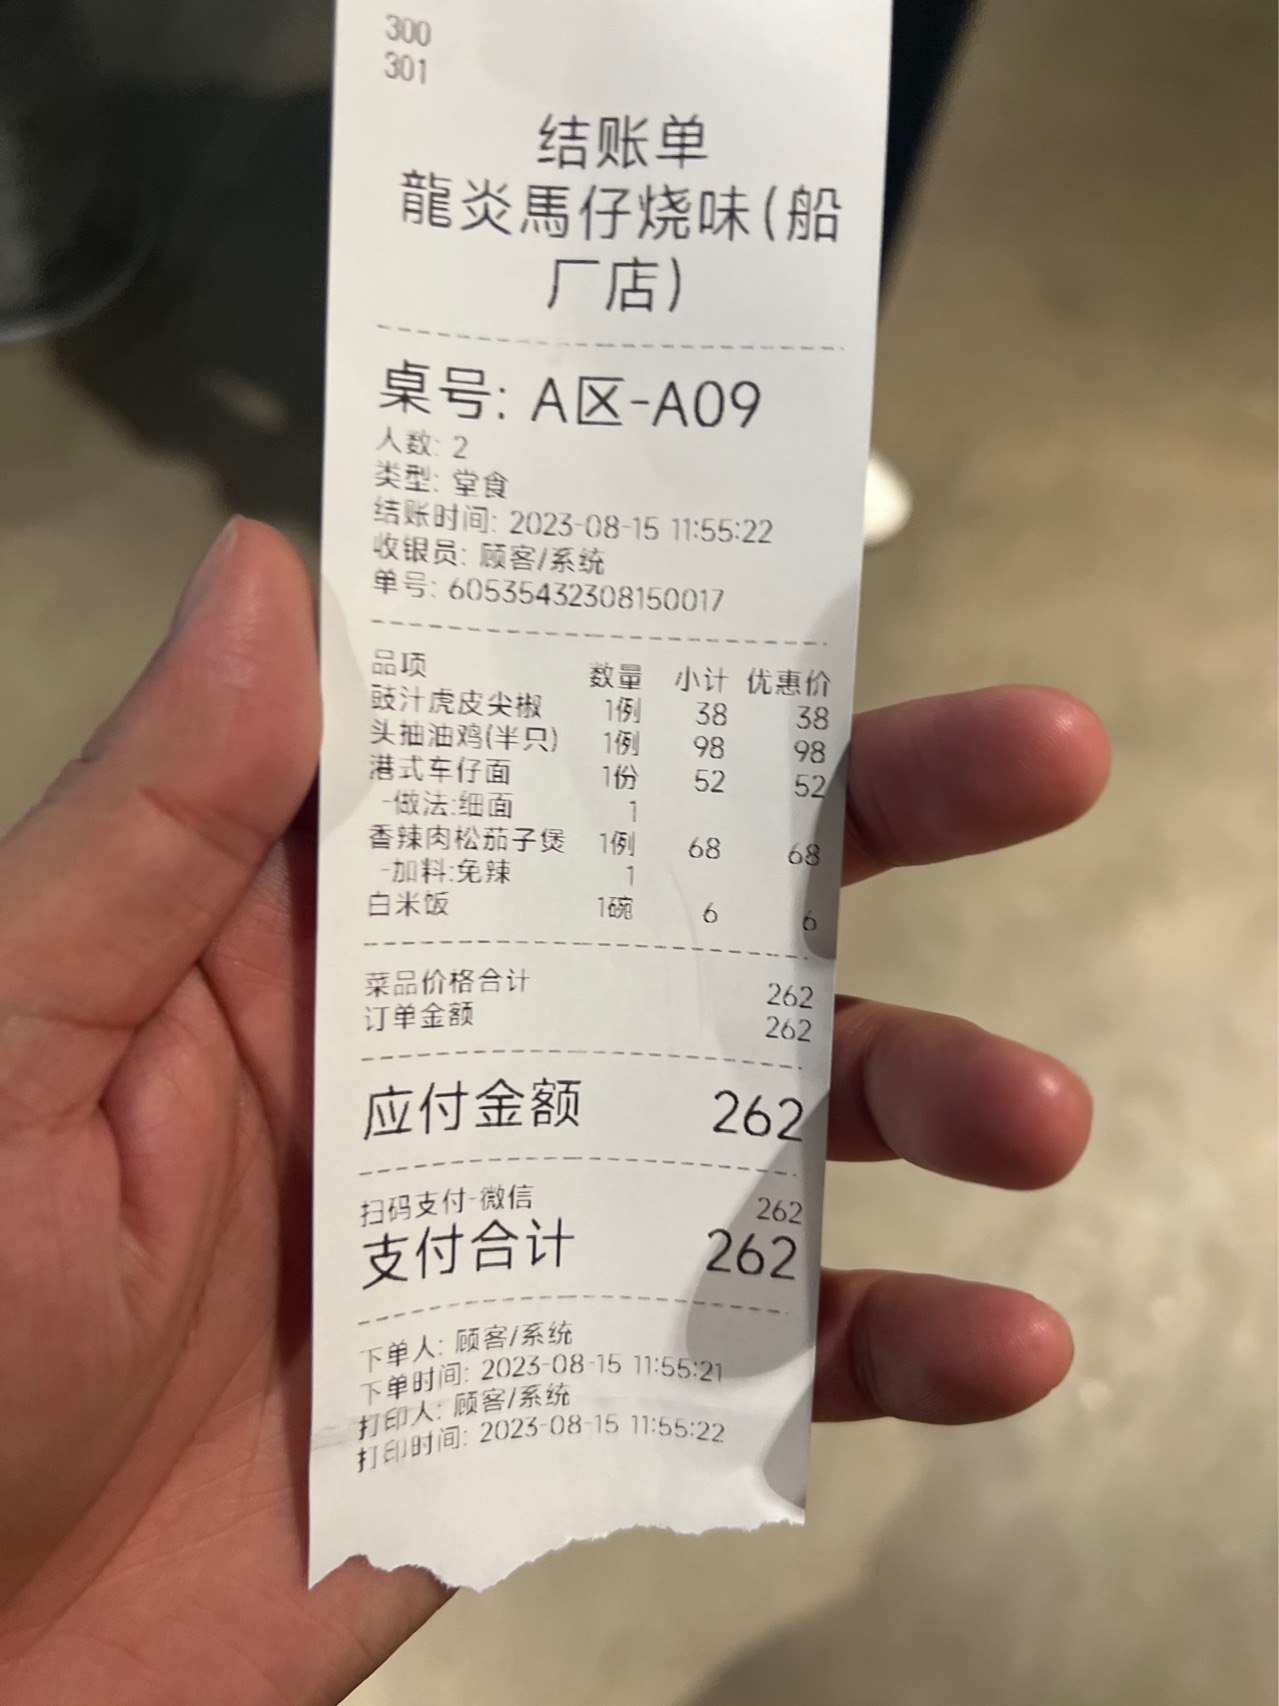 300
301
结账单
龍炎馬仔烧味(船
厂店)
桌号: A区-A09
人数: 2
类型: 堂食
结账时间: 2023-08-15 11:55:22
收银员: 顾客/系统
单号: 60535432308150017
品项 数量 小计 优惠价
豉汁虎皮尖椒 1例 38 38
头抽油鸡(半只) 1例 98 98
港式车仔面 1份 52 52
-做法:细面 1
香辣肉松茄子煲 1例 68 68
-加料:免辣 1
白米饭 1碗 6 6
菜品价格合计 262
订单金额 262
应付金额 262
扫码支付-微信 262
支付合计 262
下单人: 顾客/系统
下单时间: 2023-08-15 11:55:21
打印人: 顾客/系统
打印时间: 2023-08-15 11:55:22